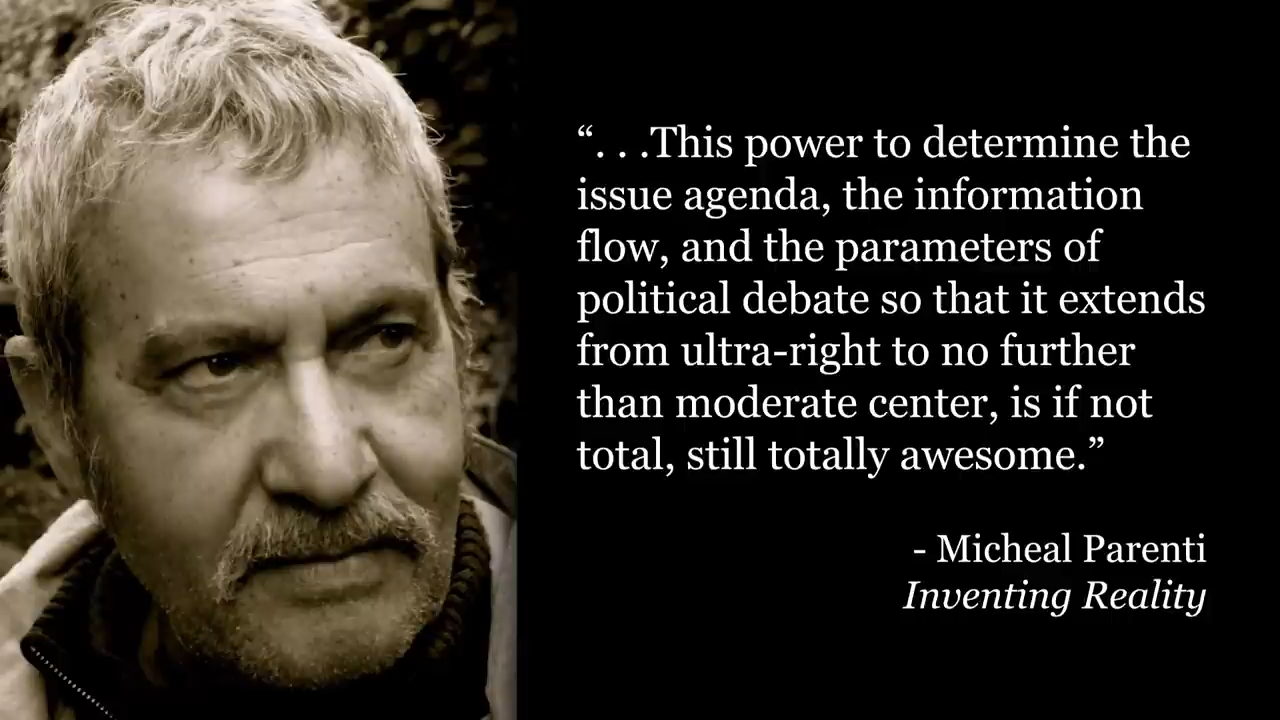 “. . .This power to determine the
issue agenda, the information
flow, and the parameters of
political debate so that it extends
from ultra-right to no further
than moderate center, is if not
total, still totally awesome.”
- Micheal Parenti
Inventing Reality